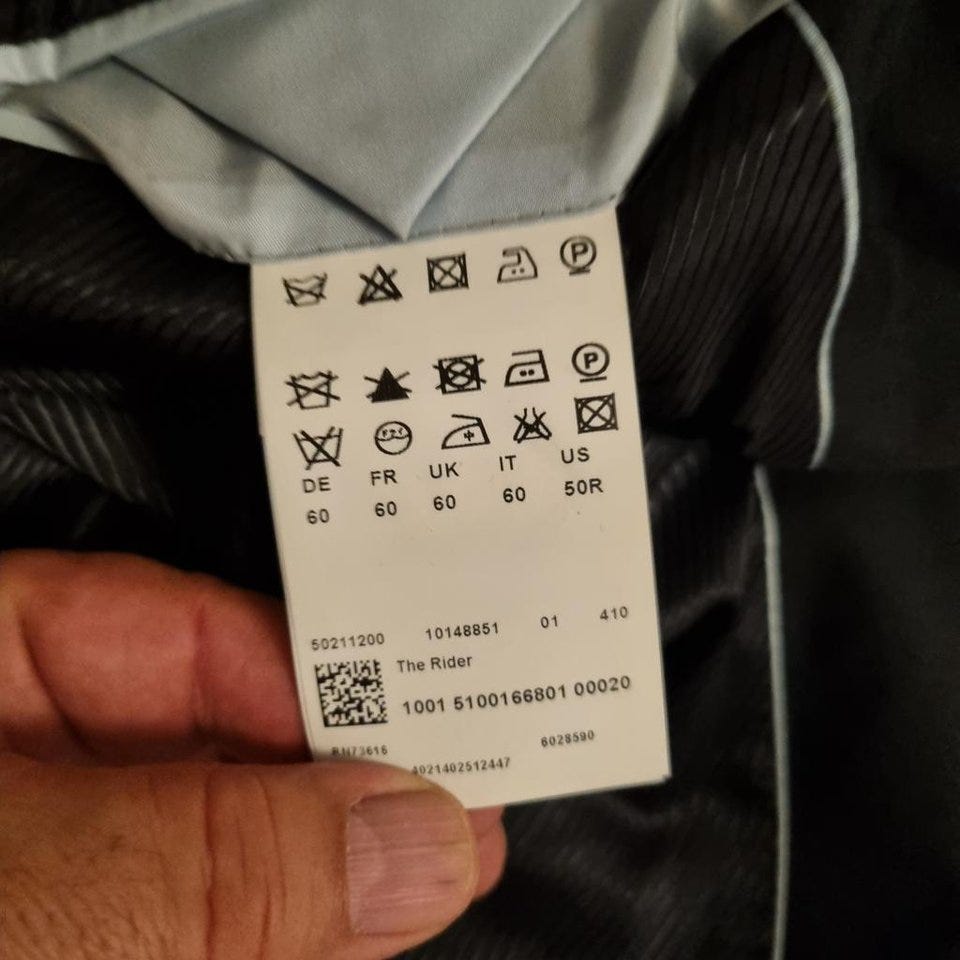 P
P
DE FR UK IT US
60 60 60 60 50R
50211200 10148851 01 410
The Rider
1001 5100166801 00020
RN73616 6028590
4021402512447